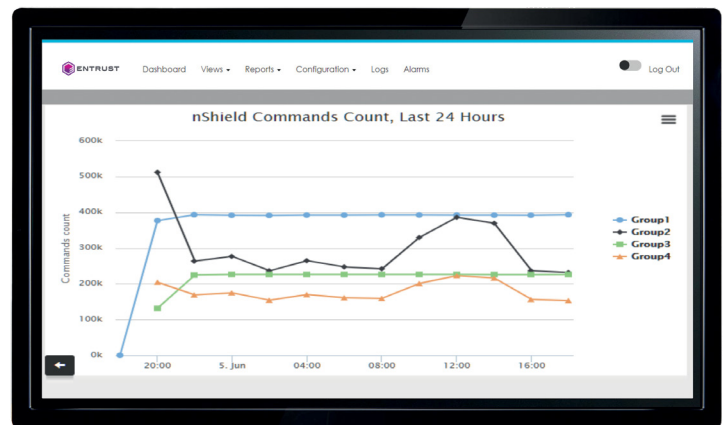 ENTRUST
Dashboard Views Reports Configuration Logs Alarms Log Out
nShield Commands Count, Last 24 Hours
600k
500k
400k
300k
200k
100k
0k
Commands count
20:00 5. Jun 04:00 08:00 12:00 16:00
Group1
Group2
Group3
Group4